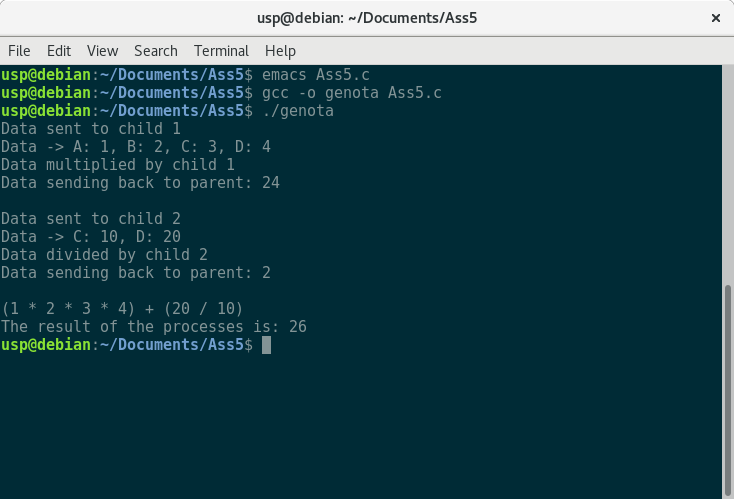 usp@debian: ~/Documents/Ass5
File Edit View Search Terminal Help
usp@debian:~/Documents/Ass5$ emacs Ass5.c
usp@debian:~/Documents/Ass5$ gcc -o genota Ass5.c
usp@debian:~/Documents/Ass5$ ./genota
Data sent to child 1
Data -> A: 1, B: 2, C: 3, D: 4
Data multiplied by child 1
Data sending back to parent: 24
Data sent to child 2
Data -> C: 10, D: 20
Data divided by child 2
Data sending back to parent: 2
(1 * 2 * 3 * 4) + (20 / 10)
The result of the processes is: 26
usp@debian:~/Documents/Ass5$